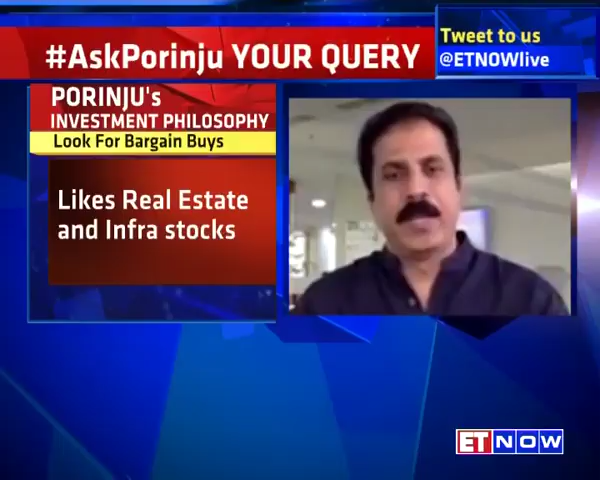 #AskPorinju YOUR QUERY
Tweet to us
@ETNOWlive
PORINJU's
INVESTMENT PHILOSOPHY
Look For Bargain Buys
Likes Real Estate
and Infra stocks
ET NOW